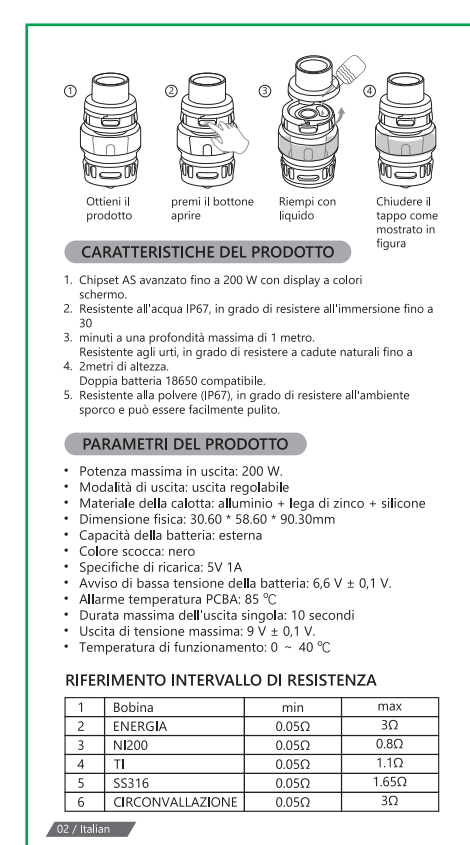 1 2 3 4
Ottieni il prodotto
premi il bottone aprire
Riempi con liquido
Chiudere il tappo come mostrato in figura
CARATTERISTICHE DEL PRODOTTO
1. Chipset AS avanzato fino a 200 W con display a colori
schermo.
2. Resistente all'acqua IP67, in grado di resistere all'immersione fino a
30
3. minuti a una profondità massima di 1 metro.
Resistente agli urti, in grado di resistere a cadute naturali fino a
4. 2metri di altezza.
Doppia batteria 18650 compatibile.
5. Resistente alla polvere (IP67), in grado di resistere all'ambiente
sporco e può essere facilmente pulito.
PARAMETRI DEL PRODOTTO
• Potenza massima in uscita: 200 W.
• Modalità di uscita: uscita regolabile
• Materiale della calotta: alluminio + lega di zinco + silicone
• Dimensione fisica: 30.60 * 58.60 * 90.30mm
• Capacità della batteria: esterna
• Colore scocca: nero
• Specifiche di ricarica: 5V 1A
• Avviso di bassa tensione della batteria: 6,6 V ± 0,1 V.
• Allarme temperatura PCBA: 85 ℃
• Durata massima dell'uscita singola: 10 secondi
• Uscita di tensione massima: 9 V ± 0,1 V.
• Temperatura di funzionamento: 0 ~ 40 ℃
RIFERIMENTO INTERVALLO DI RESISTENZA
1 Bobina min max
2 ENERGIA 0.05Ω 3Ω
3 NI200 0.05Ω 0.8Ω
4 TI 0.05Ω 1.1Ω
5 SS316 0.05Ω 1.65Ω
6 CIRCONVALLAZIONE 0.05Ω 3Ω
02 / Italian